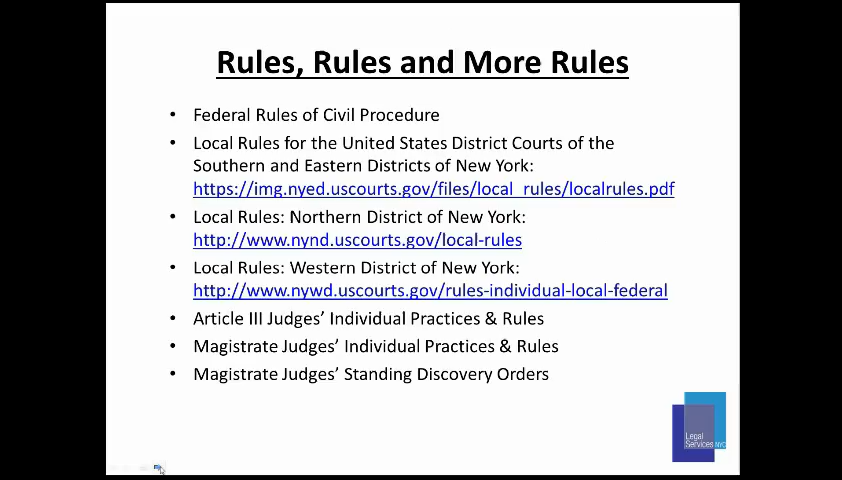 Rules, Rules and More Rules
• Federal Rules of Civil Procedure
• Local Rules for the United States District Courts of the
Southern and Eastern Districts of New York:
https://img.nyed.uscourts.gov/files/local_rules/localrules.pdf
• Local Rules: Northern District of New York:
http://www.nynd.uscourts.gov/local-rules
• Local Rules: Western District of New York:
http://www.nywd.uscourts.gov/rules-individual-local-federal
• Article III Judges’ Individual Practices & Rules
• Magistrate Judges’ Individual Practices & Rules
• Magistrate Judges’ Standing Discovery Orders
Legal
Services NYC